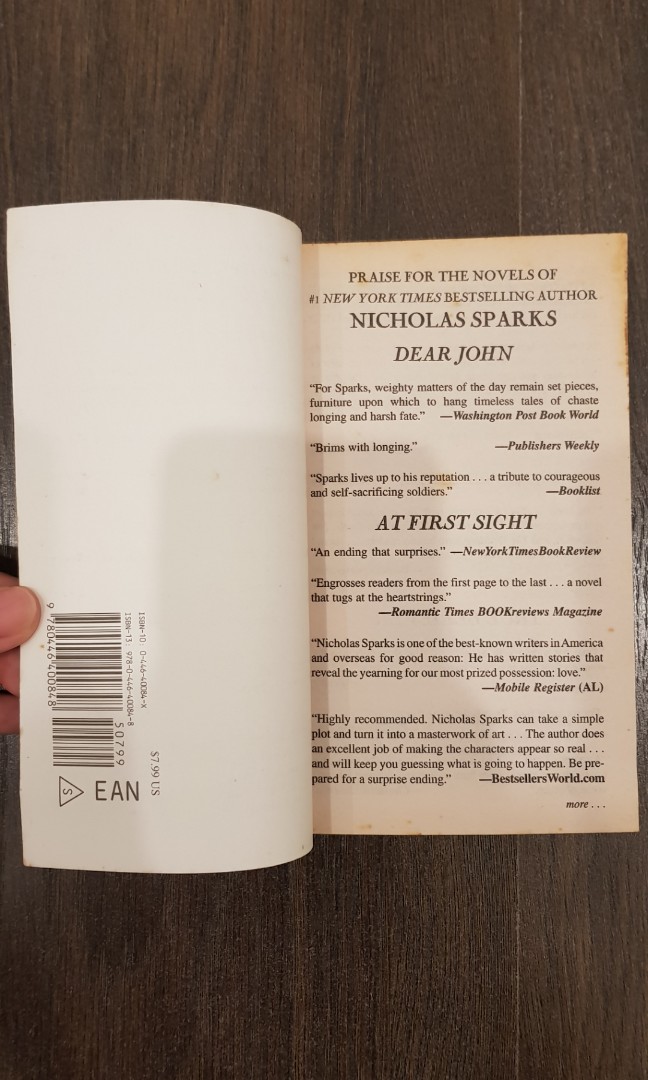 ISBN-10: 0-446-40084-X
ISBN-13: 978-0-446-40084-8
9 780446 400848
50799
$7.99 US
S
EAN
PRAISE FOR THE NOVELS OF
#1 NEW YORK TIMES BESTSELLING AUTHOR
NICHOLAS SPARKS
DEAR JOHN
“For Sparks, weighty matters of the day remain set pieces,
furniture upon which to hang timeless tales of chaste
longing and harsh fate.” —Washington Post Book World
“Brims with longing.” —Publishers Weekly
“Sparks lives up to his reputation . . . a tribute to courageous
and self-sacrificing soldiers.” —Booklist
AT FIRST SIGHT
“An ending that surprises.” —New York Times Book Review
“Engrosses readers from the first page to the last . . . a novel
that tugs at the heartstrings.”
—Romantic Times BOOKreviews Magazine
“Nicholas Sparks is one of the best-known writers in America
and overseas for good reason: He has written stories that
reveal the yearning for our most prized possession: love.”
—Mobile Register (AL)
“Highly recommended. Nicholas Sparks can take a simple
plot and turn it into a masterwork of art . . . The author does
an excellent job of making the characters appear so real . . .
and will keep you guessing what is going to happen. Be pre-
pared for a surprise ending.” —BestsellersWorld.com
more . . .